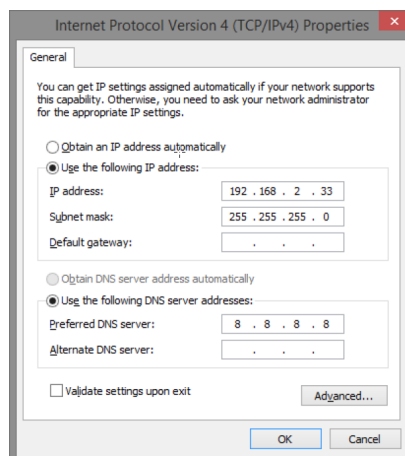 Internet Protocol Version 4 (TCP/IPv4) Properties
General
You can get IP settings assigned automatically if your network supports
this capability. Otherwise, you need to ask your network administrator
for the appropriate IP settings.
Obtain an IP address automatically
Use the following IP address:
IP address: 192 . 168 . 2 . 33
Subnet mask: 255 . 255 . 255 . 0
Default gateway: . . .
Obtain DNS server address automatically
Use the following DNS server addresses:
Preferred DNS server: 8 . 8 . 8 . 8
Alternate DNS server: . . .
Validate settings upon exit
Advanced...
OK Cancel